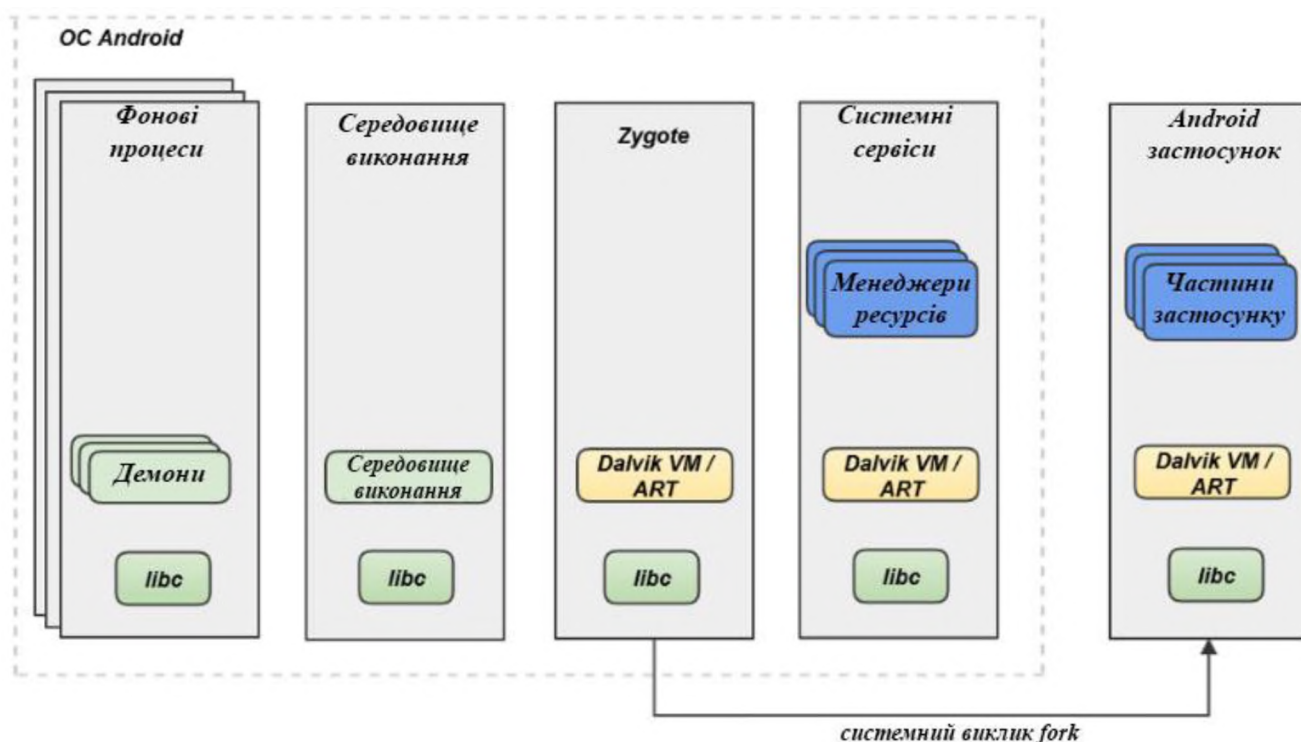 ОС Android
Фонові
процеси
Демони
libc
Середовище
виконання
Середовище
виконання
libc
Zygote
Dalvik VM /
ART
libc
Системні
сервіси
Менеджери
ресурсів
Dalvik VM /
ART
libc
Android
застосунок
Частини
застосунку
Dalvik VM /
ART
libc
системний виклик fork